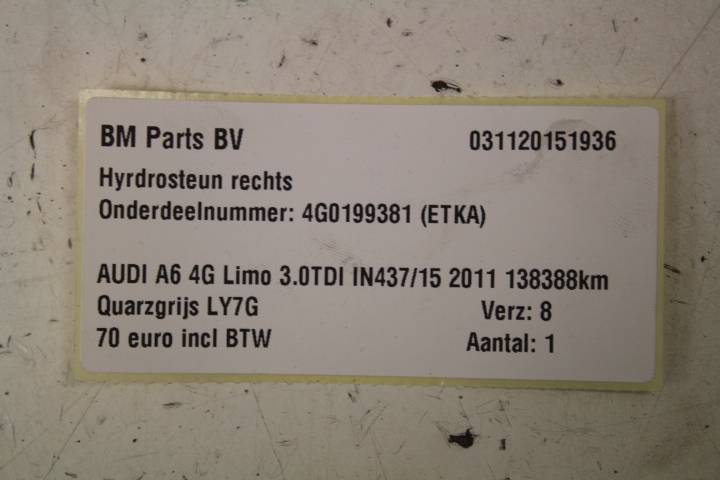 BM Parts BV 031120151936
Hyrdrosteun rechts
Onderdeelnummer: 4G0199381 (ETKA)
AUDI A6 4G Limo 3.0TDI IN437/15 2011 138388km
Quarzgrijs LY7G Verz: 8
70 euro incl BTW Aantal: 1